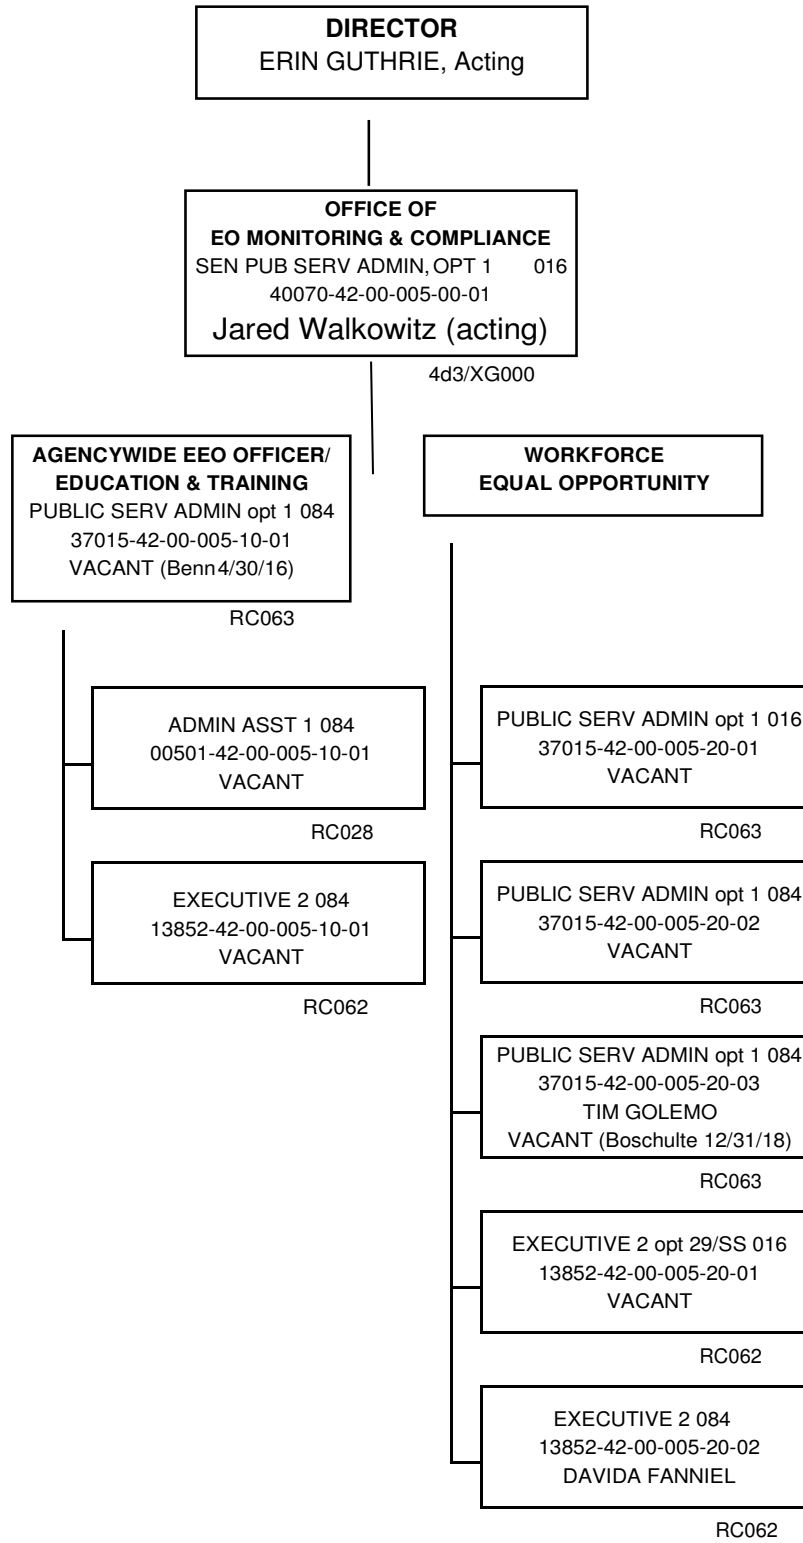 DIRECTOR
ERIN GUTHRIE, Acting
OFFICE OF
EO MONITORING & COMPLIANCE
SEN PUB SERV ADMIN, OPT 1 016
40070-42-00-005-00-01
Jared Walkowitz (acting)
4d3/XG000
AGENCYWIDE EEO OFFICER/
EDUCATION & TRAINING
PUBLIC SERV ADMIN opt 1 084
37015-42-00-005-10-01
VACANT (Benn 4/30/16)
RC063
ADMIN ASST 1 084
00501-42-00-005-10-01
VACANT
RC028
EXECUTIVE 2 084
13852-42-00-005-10-01
VACANT
RC062
WORKFORCE
EQUAL OPPORTUNITY
PUBLIC SERV ADMIN opt 1 016
37015-42-00-005-20-01
VACANT
RC063
PUBLIC SERV ADMIN opt 1 084
37015-42-00-005-20-02
VACANT
RC063
PUBLIC SERV ADMIN opt 1 084
37015-42-00-005-20-03
TIM GOLEMO
VACANT (Boschulte 12/31/18)
RC063
EXECUTIVE 2 opt 29/SS 016
13852-42-00-005-20-01
VACANT
RC062
EXECUTIVE 2 084
13852-42-00-005-20-02
DAVIDA FANNIEL
RC062